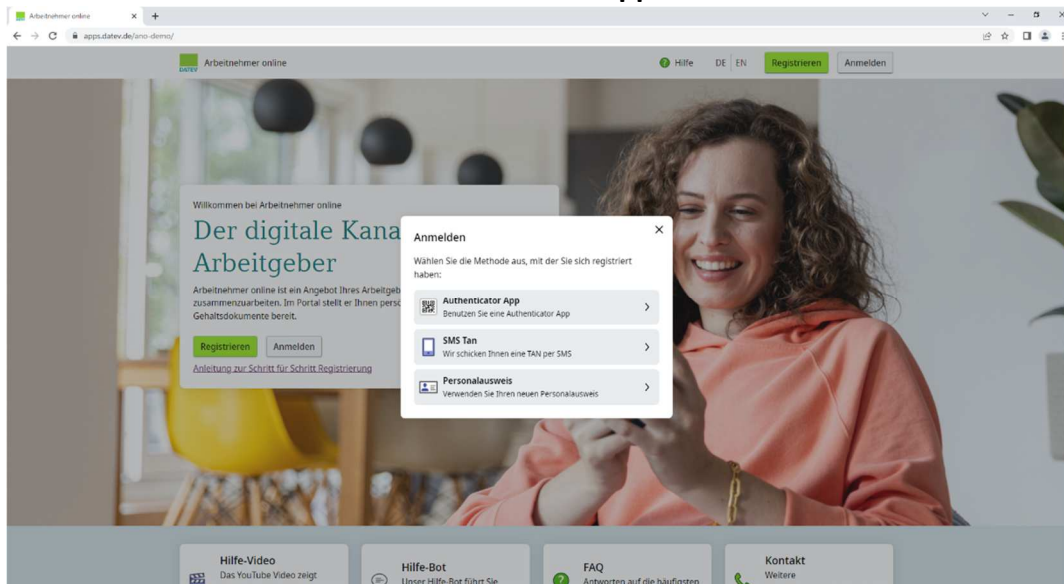 Arbeitnehmer online
apps.datev.de/ano-demo/
DATEV
Arbeitnehmer online
Hilfe
DE | EN
Registrieren
Anmelden
Willkommen bei Arbeitnehmer online
Der digitale Kana
Arbeitgeber
Arbeitnehmer online ist ein Angebot Ihres Arbeitgeb
zusammenzuarbeiten. Im Portal stellt er Ihnen persö
Gehaltsdokumente bereit.
Registrieren
Anmelden
Anleitung zur Schritt für Schritt Registrierung
Anmelden
Wählen Sie die Methode aus, mit der Sie sich registriert
haben:
Authenticator App
Benutzen Sie eine Authenticator App
SMS Tan
Wir schicken Ihnen eine TAN per SMS
Personalausweis
Verwenden Sie Ihren neuen Personalausweis
Hilfe-Video
Das YouTube Video zeigt
Hilfe-Bot
Unser Hilfe-Bot führt Sie
FAQ
Antworten auf die häufigsten
Kontakt
Weitere